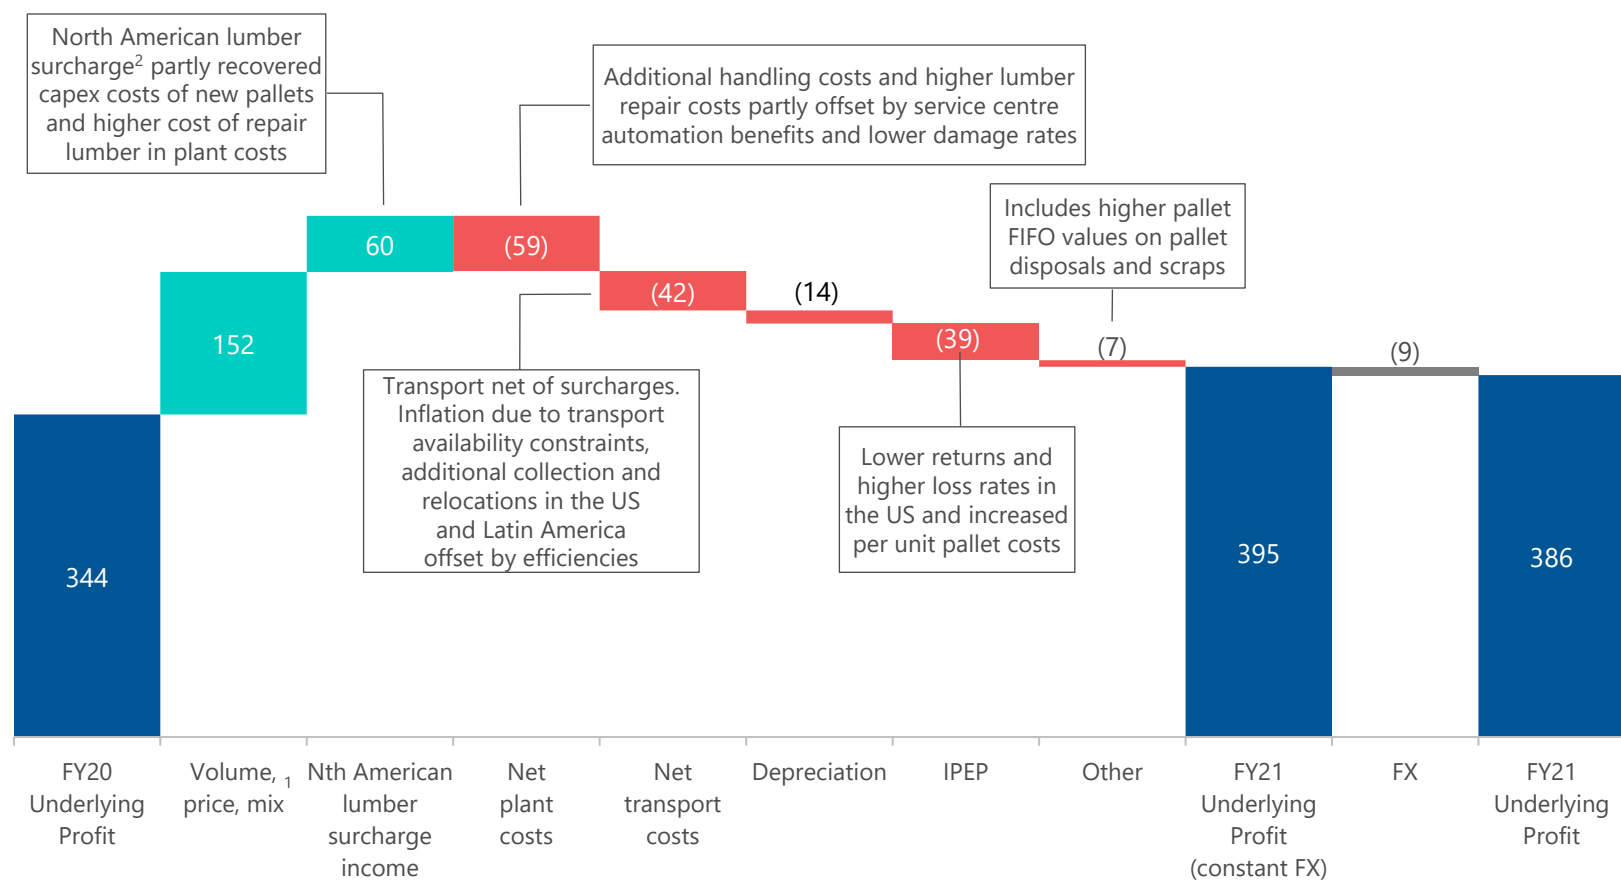 North American lumber
surcharge2 partly recovered
capex costs of new pallets
and higher cost of repair
lumber in plant costs
Additional handling costs and higher lumber
repair costs partly offset by service centre
automation benefits and lower damage rates
Includes higher pallet
FIFO values on pallet
disposals and scraps
60
(59)
(42)
(14)
152
(39)
(7)
(9)
Transport net of surcharges.
Inflation due to transport
availability constraints,
additional collection and
relocations in the US
and Latin America
offset by efficiencies
Lower returns and
higher loss rates in
the US and increased
per unit pallet costs
344
395
386
FY20
Underlying
Profit
Volume,
price, mix 1
Nth American
lumber
surcharge
income
Net
plant
costs
Net
transport
costs
Depreciation
IPEP
Other
FY21
Underlying
Profit
(constant FX)
FX
FY21
Underlying
Profit